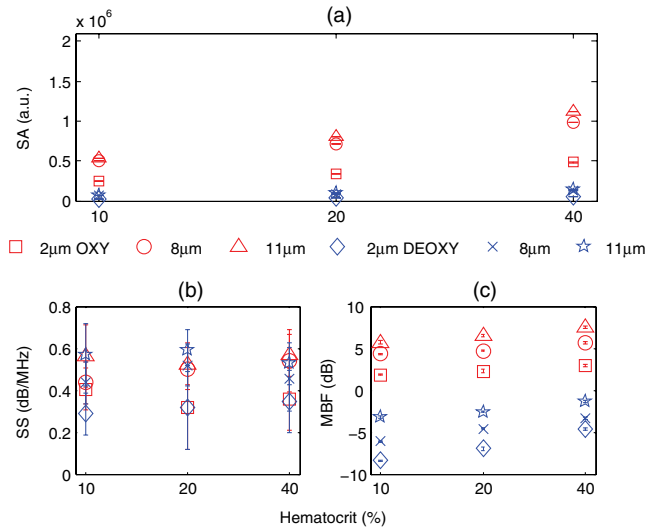 (a)
× 10⁶
2
1.5
1
0.5
0
SA (a.u.)
10 20 40
2μm OXY 8μm 11μm 2μm DEOXY 8μm 11μm
(b)
0.8
0.6
0.4
0.2
0
SS (dB/MHz)
10 20 40
(c)
10
5
0
−5
−10
MBF (dB)
10 20 40
Hematocrit (%)